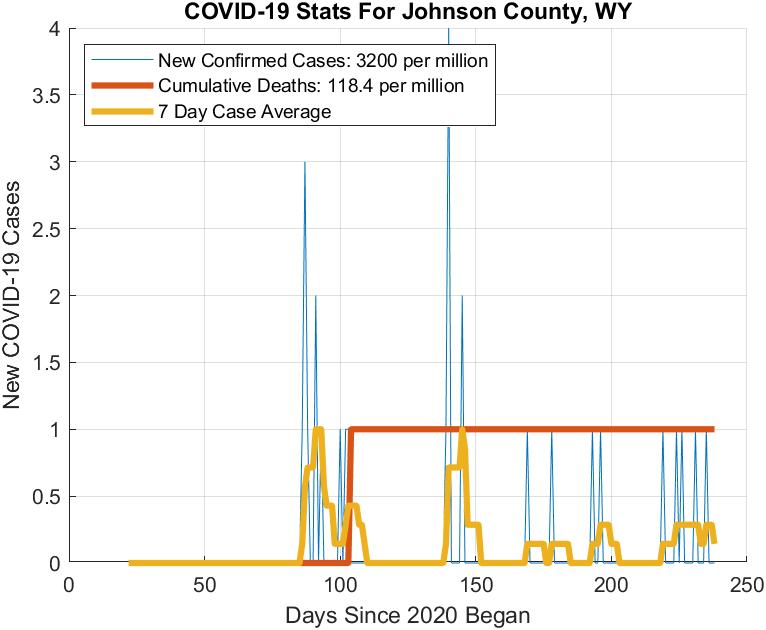 COVID-19 Stats For Johnson County, WY
New Confirmed Cases: 3200 per million
Cumulative Deaths: 118.4 per million
7 Day Case Average
New COVID-19 Cases
4
3.5
3
2.5
2
1.5
1
0.5
0
0 50 100 150 200 250
Days Since 2020 Began